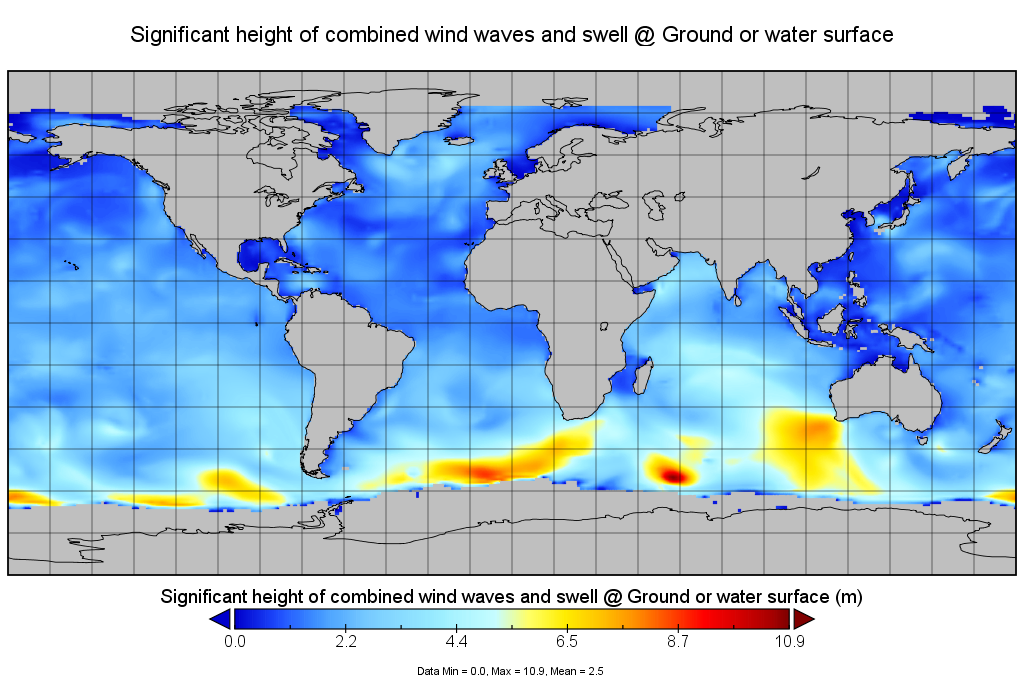 Significant height of combined wind waves and swell @ Ground or water surface
Significant height of combined wind waves and swell @ Ground or water surface (m)
0.0 2.2 4.4 6.5 8.7 10.9
Data Min = 0.0, Max = 10.9, Mean = 2.5